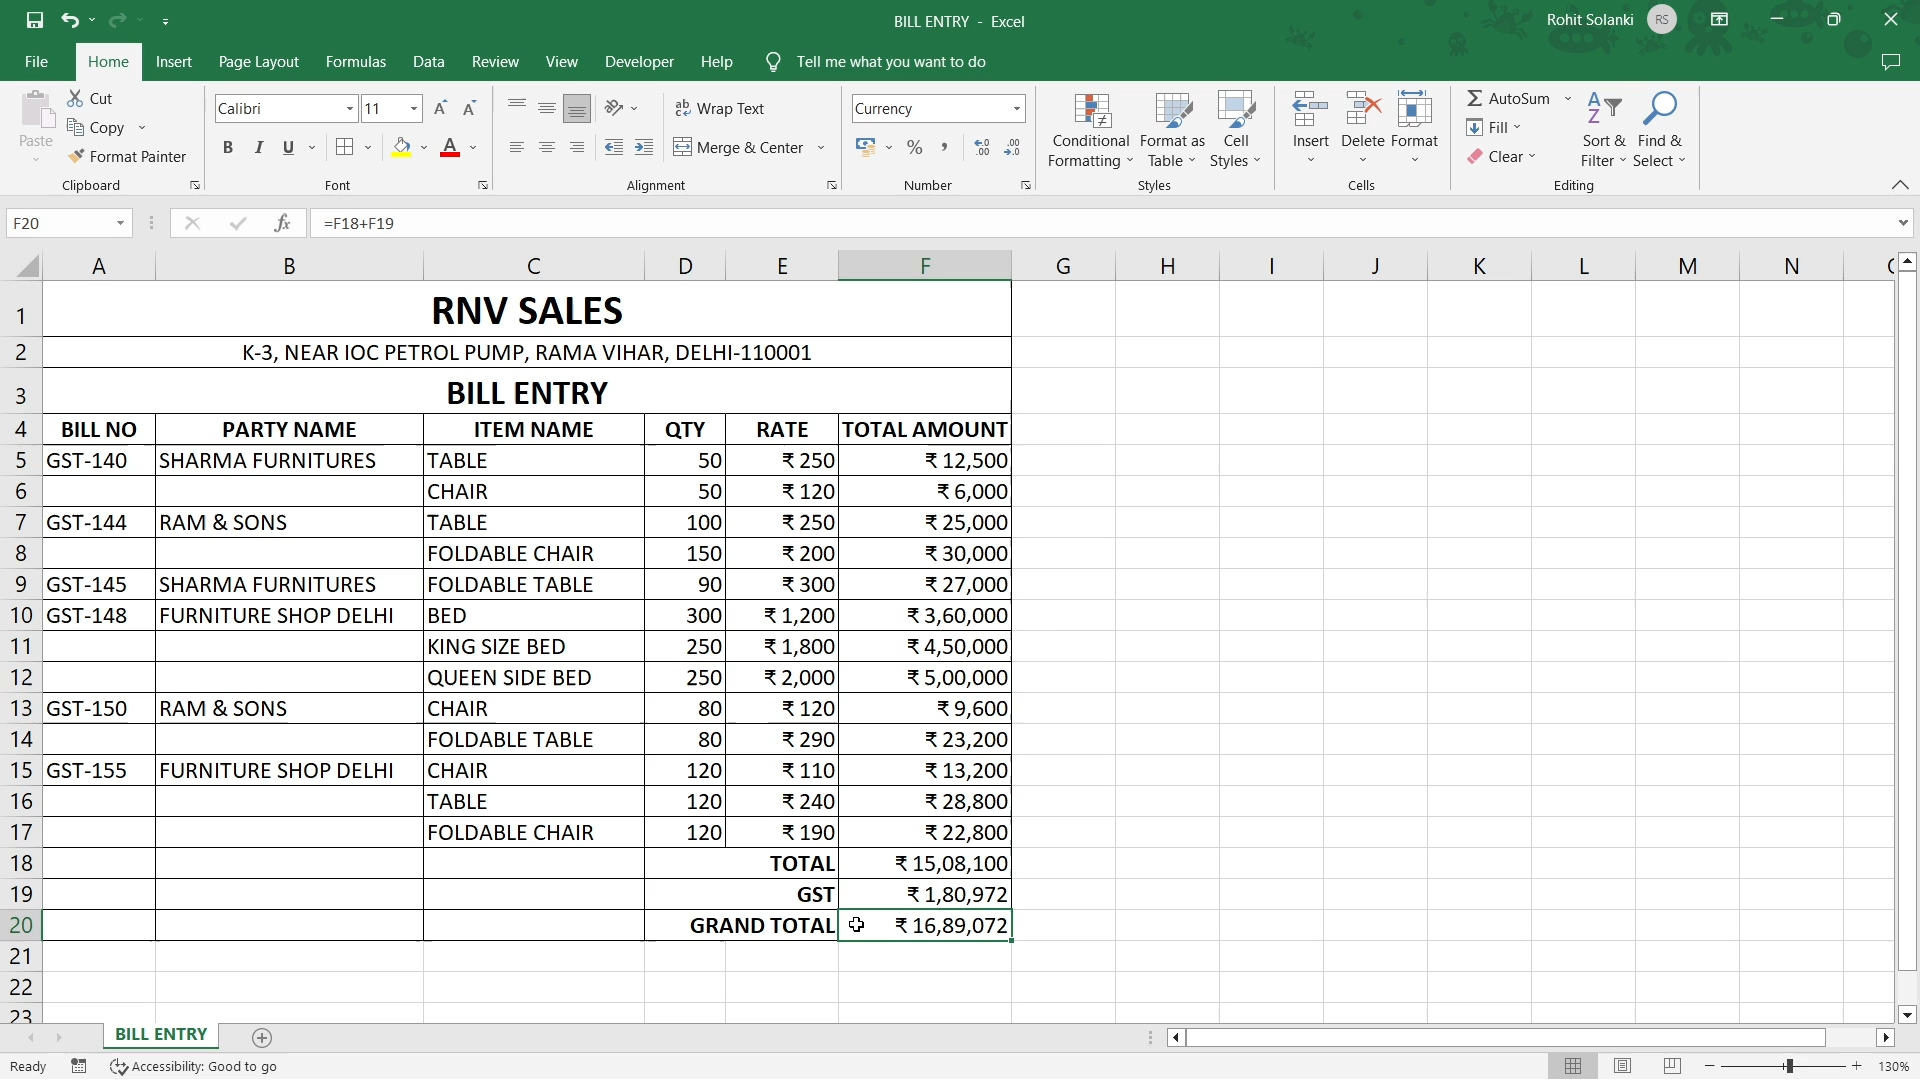 BILL ENTRY - Excel
Rohit Solanki RS
File Home Insert Page Layout Formulas Data Review View Developer Help Tell me what you want to do
Paste
Cut
Copy
Format Painter
Clipboard
Calibri 11
B I U
Font
Wrap Text
Merge & Center
Alignment
Currency
% ,
Number
Conditional Formatting
Format as Table
Cell Styles
Styles
Insert Delete Format
Cells
AutoSum
Fill
Clear
Sort & Filter
Find & Select
Editing
F20 fx =F18+F19
A B C D E F G H I J K L M N
1 RNV SALES
2 K-3, NEAR IOC PETROL PUMP, RAMA VIHAR, DELHI-110001
3 BILL ENTRY
4 BILL NO PARTY NAME ITEM NAME QTY RATE TOTAL AMOUNT
5 GST-140 SHARMA FURNITURES TABLE 50 ₹ 250 ₹ 12,500
6 CHAIR 50 ₹ 120 ₹ 6,000
7 GST-144 RAM & SONS TABLE 100 ₹ 250 ₹ 25,000
8 FOLDABLE CHAIR 150 ₹ 200 ₹ 30,000
9 GST-145 SHARMA FURNITURES FOLDABLE TABLE 90 ₹ 300 ₹ 27,000
10 GST-148 FURNITURE SHOP DELHI BED 300 ₹ 1,200 ₹ 3,60,000
11 KING SIZE BED 250 ₹ 1,800 ₹ 4,50,000
12 QUEEN SIDE BED 250 ₹ 2,000 ₹ 5,00,000
13 GST-150 RAM & SONS CHAIR 80 ₹ 120 ₹ 9,600
14 FOLDABLE TABLE 80 ₹ 290 ₹ 23,200
15 GST-155 FURNITURE SHOP DELHI CHAIR 120 ₹ 110 ₹ 13,200
16 TABLE 120 ₹ 240 ₹ 28,800
17 FOLDABLE CHAIR 120 ₹ 190 ₹ 22,800
18 TOTAL ₹ 15,08,100
19 GST ₹ 1,80,972
20 GRAND TOTAL ₹ 16,89,072
21
22
23
BILL ENTRY
Ready Accessibility: Good to go 130%